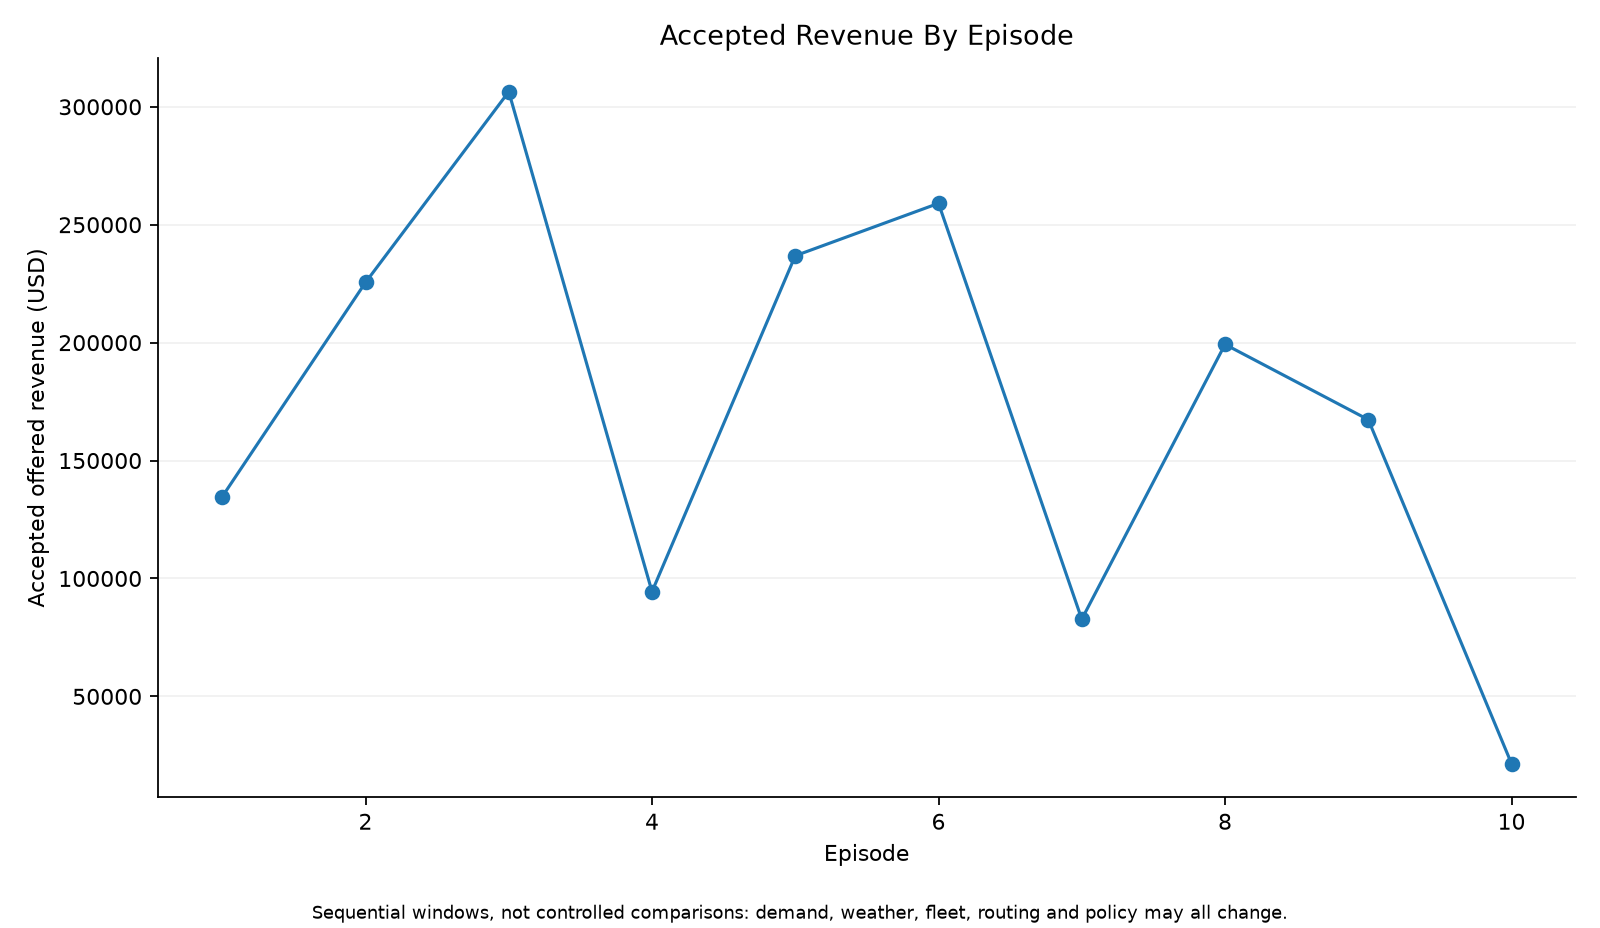 Accepted Revenue By Episode
Accepted offered revenue (USD)
300000
250000
200000
150000
100000
50000
2 4 6 8 10
Episode
Sequential windows, not controlled comparisons: demand, weather, fleet, routing and policy may all change.